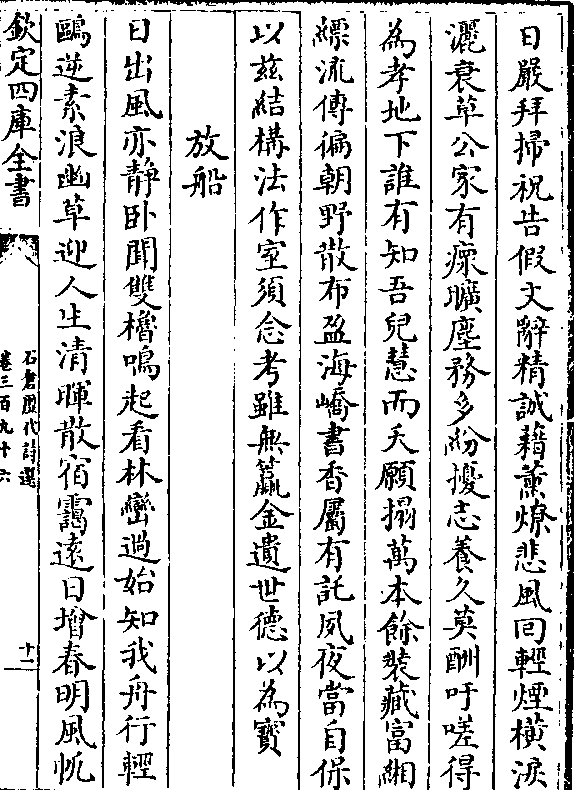 日嚴拜掃祝告假文辭精誠藉薰燎悲風回輕煙橫淚
灑衰草公家有瘝曠塵務多紛擾志養久莫酬吁嗟得
為孝地下誰有知吾兒慧而夭願搨萬本餘裝藏富緗
縹流傳徧朝野散布盈海嶠書香屬有託夙夜當自保
以兹結構法作室須念考雖無籯金遺世德以為寳
放船
日出風亦静卧聞雙櫓鳴起看林巒過始知我舟行輕
鷗逆素浪幽草迎人生清暉散宿靄遠日增春明風帆
欽定四庫全書
石倉歷代詩選
卷三百九十六
十二